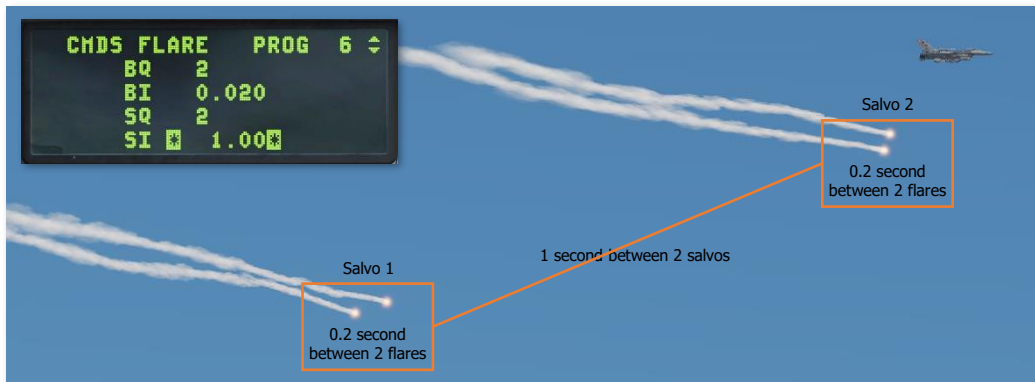 CMDS FLARE PROG 6
BQ 2
BI 0.020
SQ 2
SI * 1.00*
Salvo 2
0.2 second
between 2 flares
1 second between 2 salvos
Salvo 1
0.2 second
between 2 flares